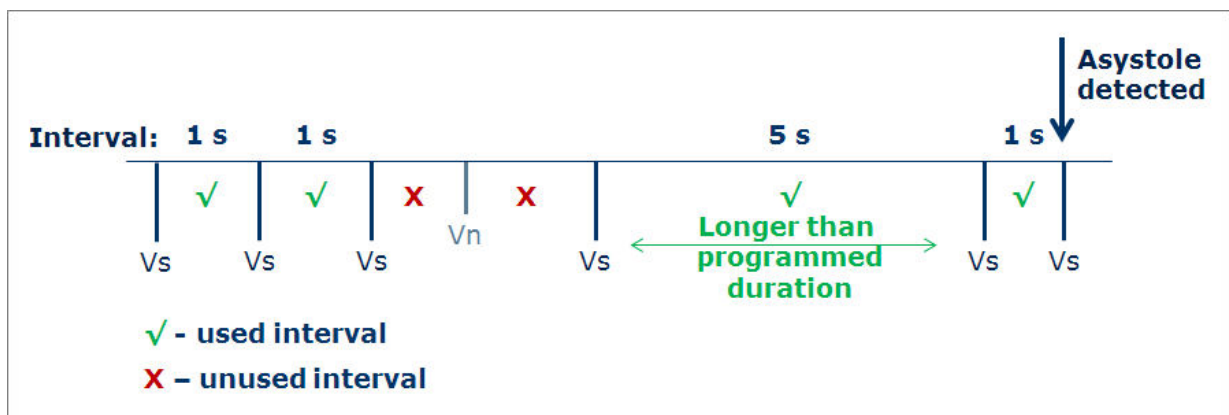 Asystole
detected
Interval: 1 s 1 s 5 s 1 s
√ √ X X √ √
Vn
Vs Vs Vs Vs Vs Vs
Longer than
programmed
duration
√ - used interval
X – unused interval